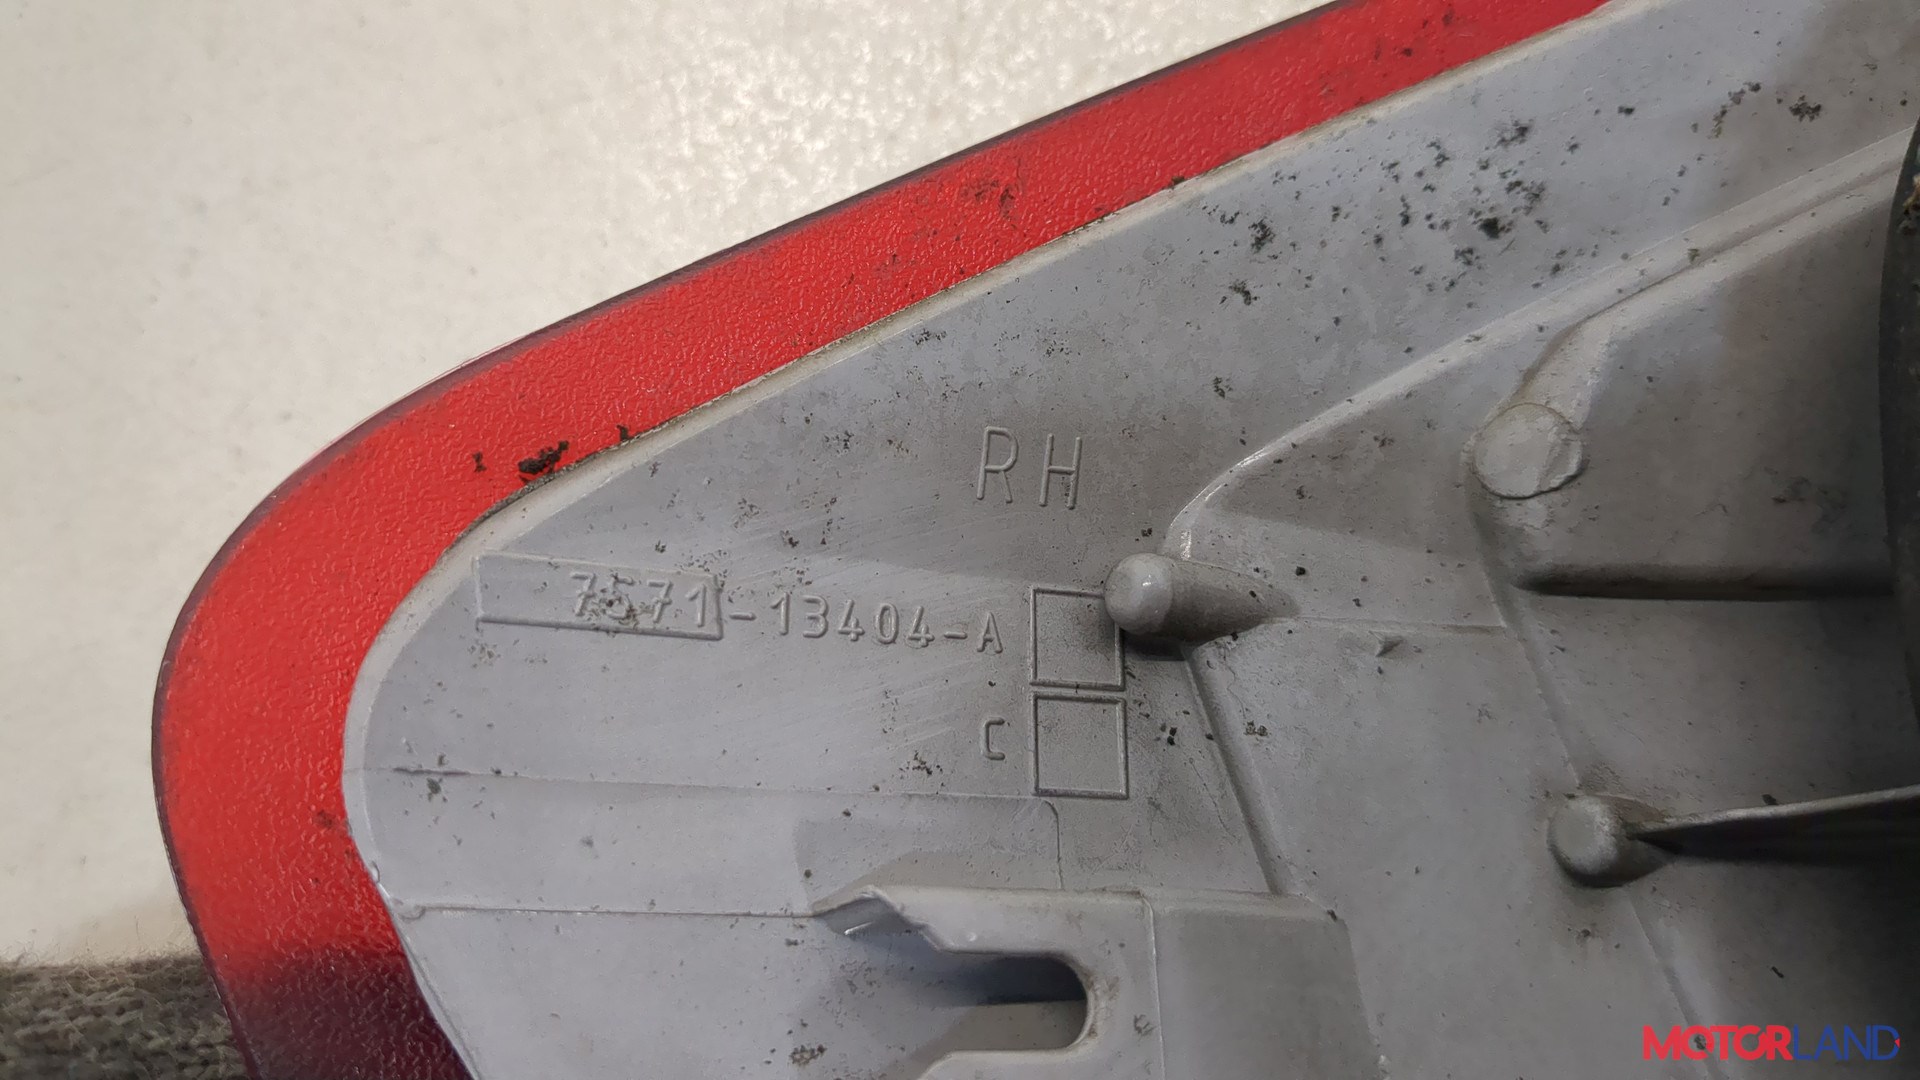 RH
7S71-13404-A
C
MOTORLAND